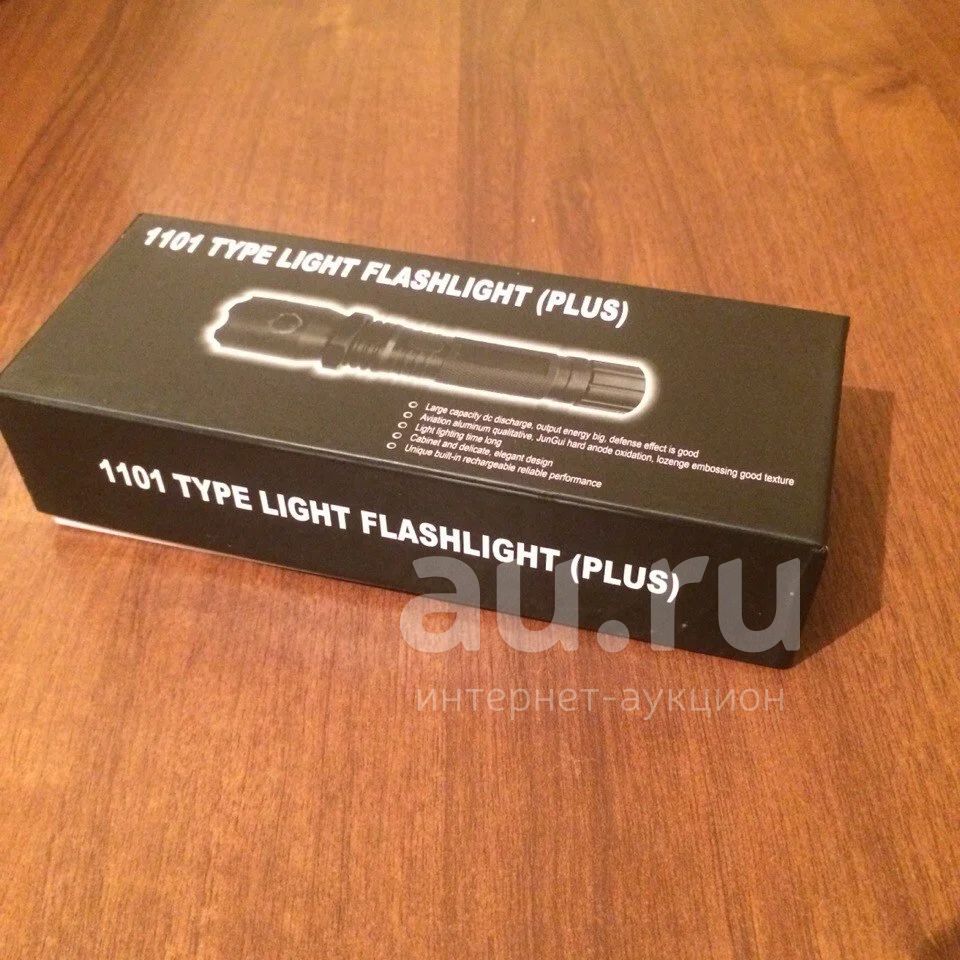 1101 TYPE LIGHT FLASHLIGHT (PLUS)
Large capacity dc discharge, output energy big, defense effect is good
Aviation aluminum qualitative, JunGui hard anode oxidation, lozenge embossing good texture
Light lighting time long
Cabinet and delicate, elegant design
Unique built-in rechargeable reliable performance
1101 TYPE LIGHT FLASHLIGHT (PLUS)
au.ru
интернет-аукцион